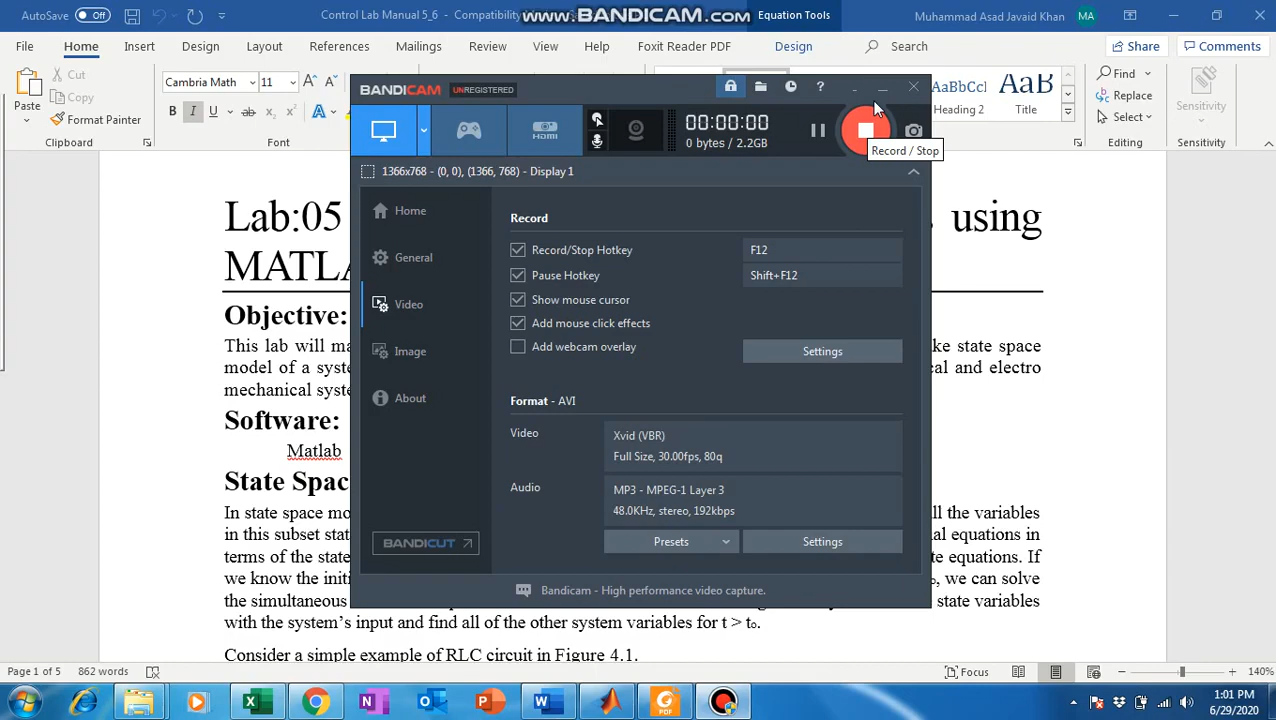 AutoSave Off Control Lab Manual 5_6 - Compatibility www.BANDICAM.com Equation Tools Muhammad Asad Javaid Khan MA
File Home Insert Design Layout References Mailings Review View Help Foxit Reader PDF Design Search Share Comments
Paste Cut Copy Format Painter Clipboard
Cambria Math 11 B I U Font
AaBbCcI AaB Heading 2 Title
Find Replace Select Editing
Sensitivity Sensitivity
BANDICAM UNREGISTERED ?
HDMI 00:00:00
0 bytes / 2.2GB
Record / Stop
1366x768 - (0, 0), (1366, 768) - Display 1
Home
General
Video
Image
About
BANDICUT
Record
Record/Stop Hotkey F12
Pause Hotkey Shift+F12
Show mouse cursor
Add mouse click effects
Add webcam overlay Settings
Format - AVI
Video Xvid (VBR)
Full Size, 30.00fps, 80q
Audio MP3 - MPEG-1 Layer 3
48.0KHz, stereo, 192kbps
Presets Settings
Bandicam - High performance video capture.
Lab:05 using
MATLA
Objective:
This lab will ma ke state space
model of a syste cal and electro
mechanical syste
Software:
Matlab
State Spac
In state space mo ll the variables
in this subset stat ial equations in
terms of the state te equations. If
we know the initi , we can solve
the simultaneous state variables
with the system's input and find all of the other system variables for t > to.
Consider a simple example of RLC circuit in Figure 4.1.
Page 1 of 5 862 words Focus 140%
1:01 PM
6/29/2020